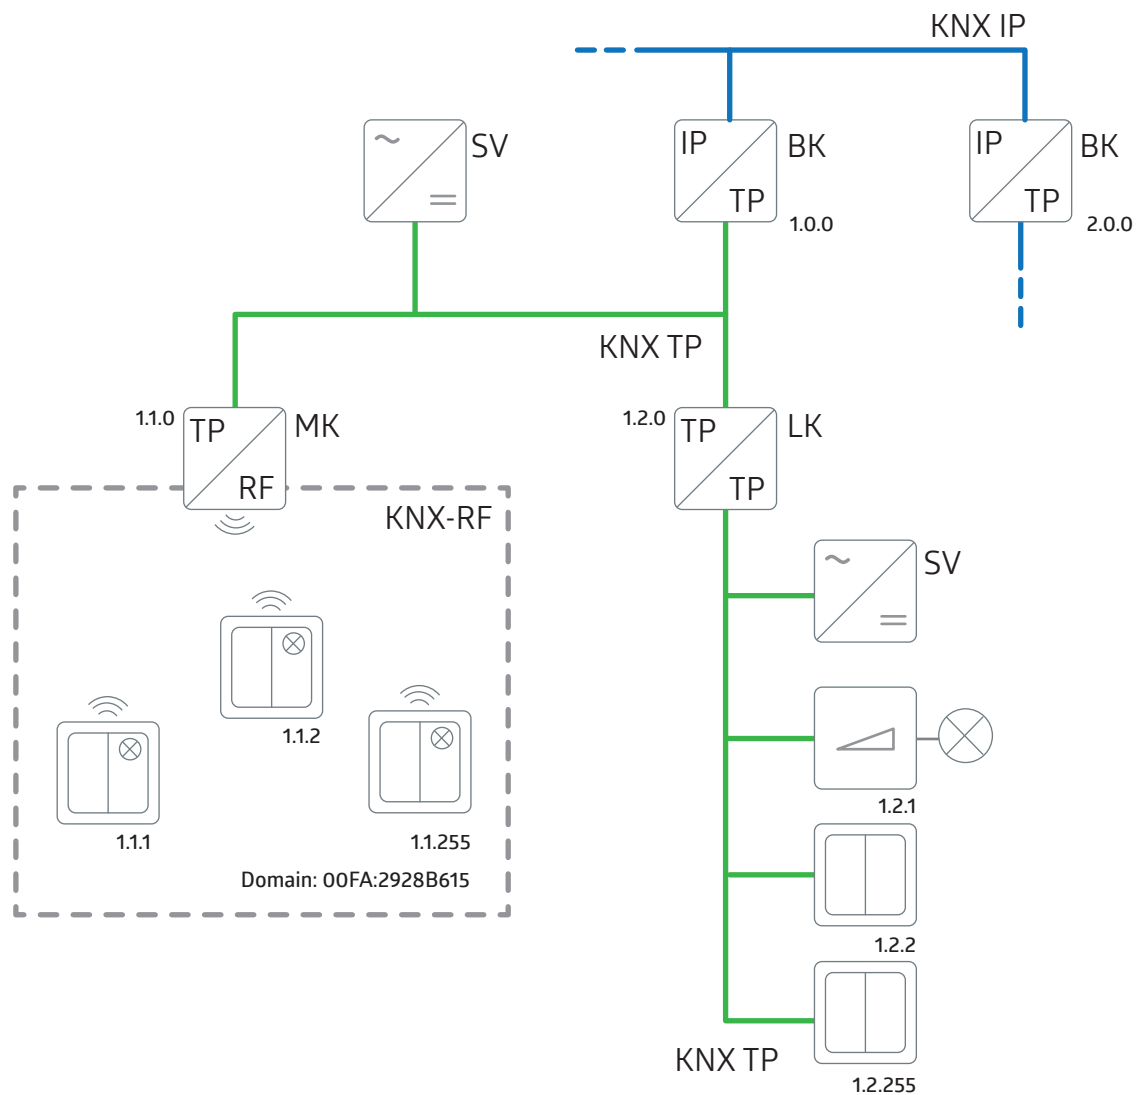 KNX IP
SV
IP
TP
BK
1.0.0
IP
TP
BK
2.0.0
KNX TP
1.1.0
TP
RF
MK
1.2.0
TP
TP
LK
KNX-RF
SV
1.1.2
1.1.1
1.1.255
Domain: 00FA:2928B615
1.2.1
1.2.2
KNX TP
1.2.255